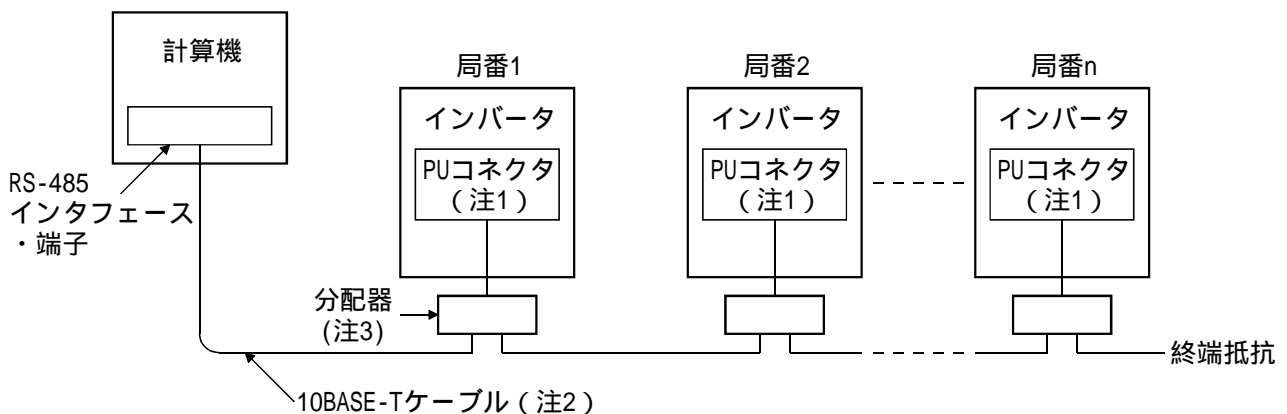 計算機
局番1
局番2
局番n
インバータ
インバータ
インバータ
PUコネクタ
(注1)
PUコネクタ
(注1)
PUコネクタ
(注1)
RS-485
インタフェース
・端子
分配器
(注3)
終端抵抗
10BASE-Tケーブル(注2)